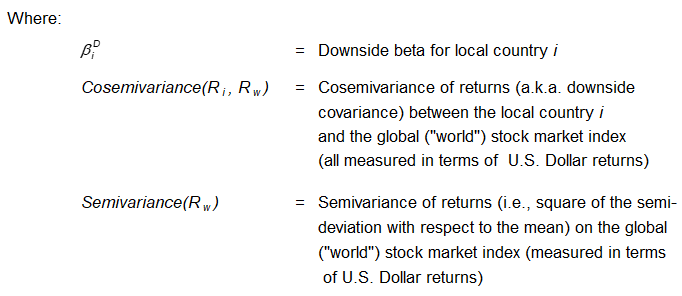 Where:
β_i^D = Downside beta for local country i
Cosemivariance(R_i, R_w) = Cosemivariance of returns (a.k.a. downside
covariance) between the local country i
and the global ("world") stock market index
(all measured in terms of U.S. Dollar returns)
Semivariance(R_w) = Semivariance of returns (i.e., square of the semi-
deviation with respect to the mean) on the global
("world") stock market index (measured in terms
of U.S. Dollar returns)